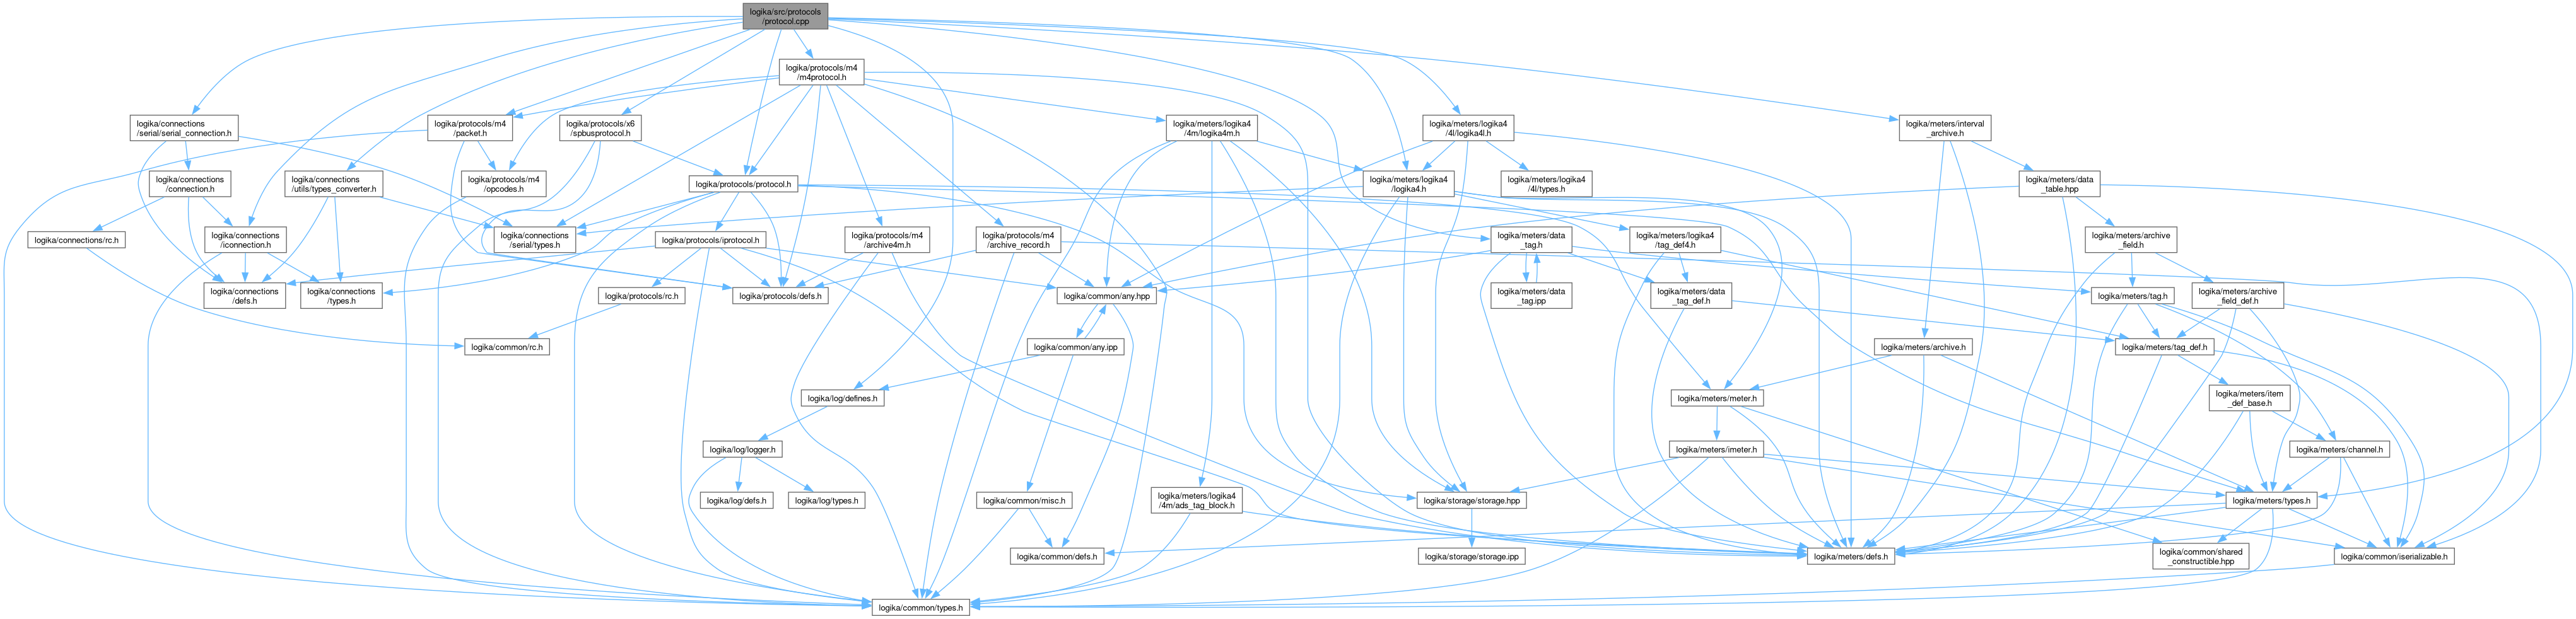 logika/src/protocols
/protocol.cpp
logika/protocols/m4
/m4protocol.h
logika/connections
/serial/serial_connection.h
logika/protocols/m4
/packet.h
logika/protocols/x6
/spbusprotocol.h
logika/meters/logika4
/4m/logika4m.h
logika/meters/logika4
/4l/logika4l.h
logika/meters/interval
_archive.h
logika/connections
/connection.h
logika/connections
/utils/types_converter.h
logika/protocols/m4
/opcodes.h
logika/protocols/protocol.h
logika/meters/logika4
/logika4.h
logika/meters/logika4
/4l/types.h
logika/meters/data
_table.hpp
logika/connections/rc.h
logika/connections
/iconnection.h
logika/connections
/serial/types.h
logika/protocols/iprotocol.h
logika/protocols/m4
/archive4m.h
logika/protocols/m4
/archive_record.h
logika/meters/data
_tag.h
logika/meters/logika4
/tag_def4.h
logika/meters/archive
_field.h
logika/connections
/defs.h
logika/connections
/types.h
logika/protocols/rc.h
logika/protocols/defs.h
logika/common/any.hpp
logika/meters/data
_tag.ipp
logika/meters/data
_tag_def.h
logika/meters/tag.h
logika/meters/archive
_field_def.h
logika/common/rc.h
logika/common/any.ipp
logika/meters/archive.h
logika/meters/tag_def.h
logika/log/defines.h
logika/meters/meter.h
logika/meters/item
_def_base.h
logika/log/logger.h
logika/meters/imeter.h
logika/meters/channel.h
logika/log/defs.h
logika/log/types.h
logika/common/misc.h
logika/meters/logika4
/4m/ads_tag_block.h
logika/storage/storage.hpp
logika/meters/types.h
logika/common/defs.h
logika/storage/storage.ipp
logika/meters/defs.h
logika/common/shared
_constructible.hpp
logika/common/iserializable.h
logika/common/types.h